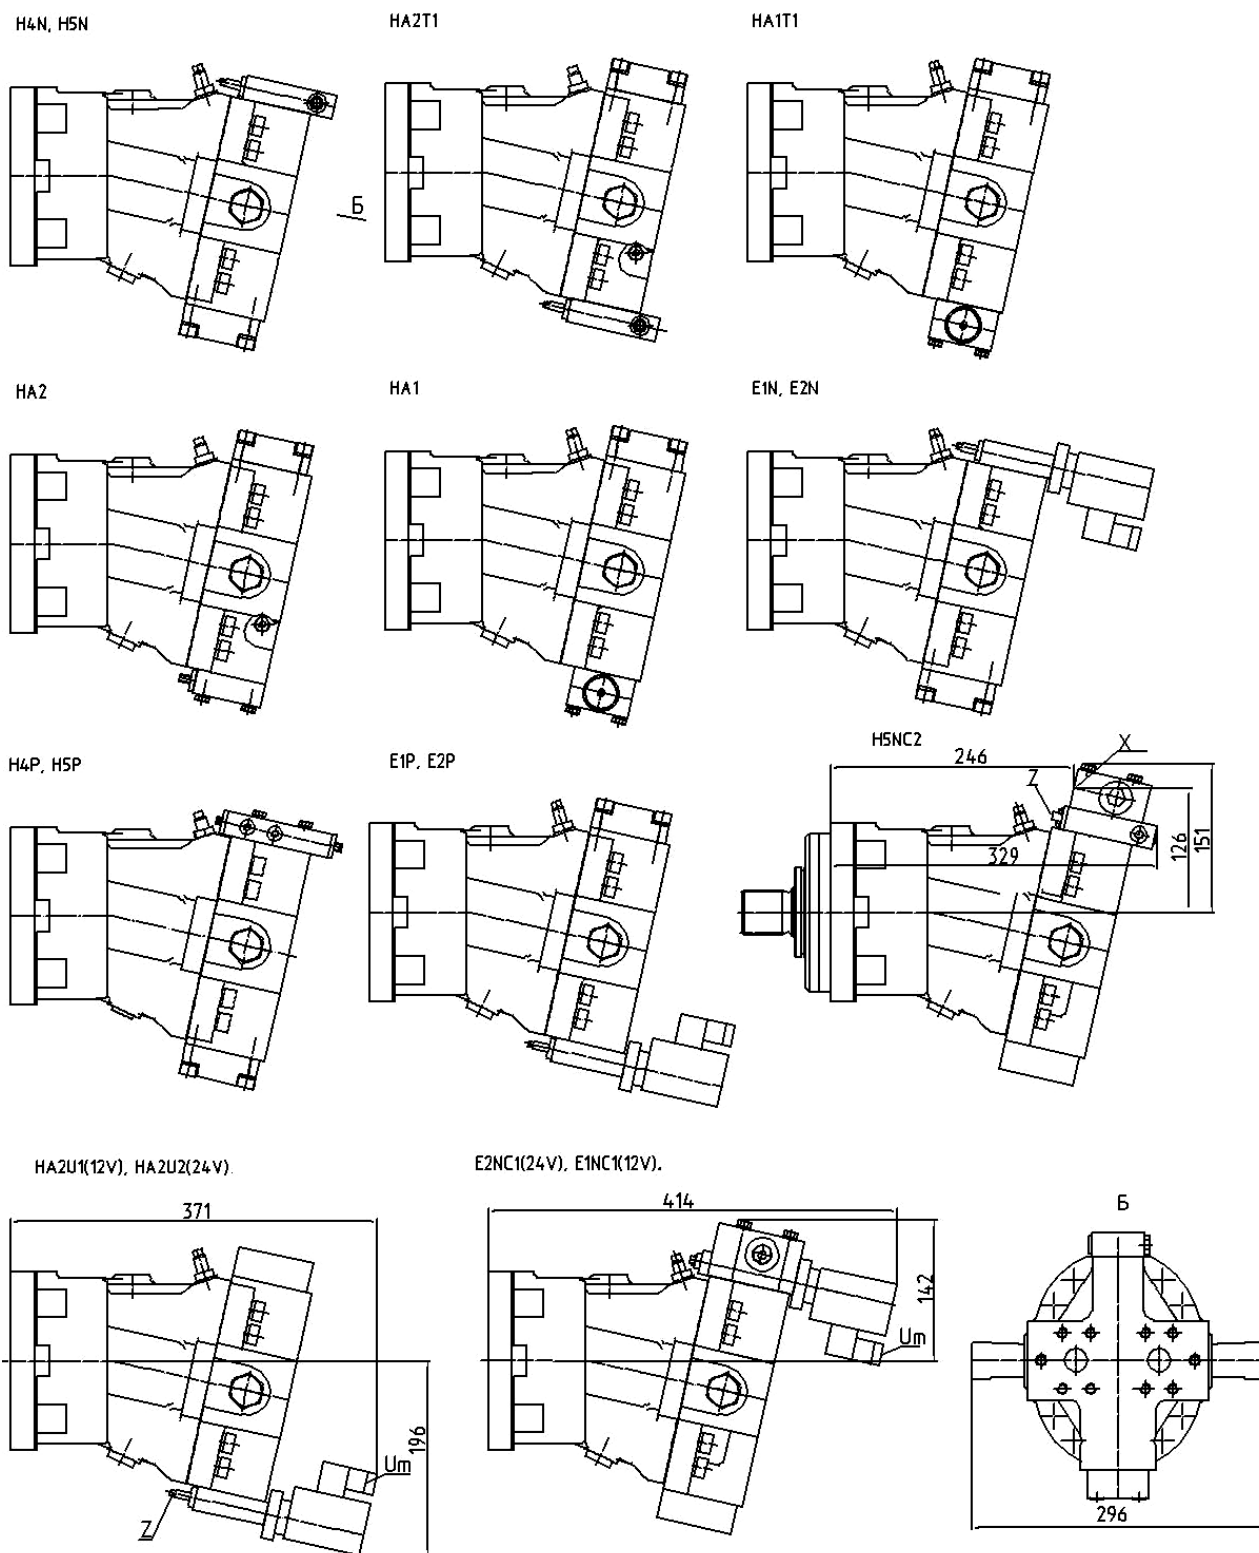 H4N, H5N
HA2T1
HA1T1
Б
HA2
HA1
E1N, E2N
H4P, H5P
E1P, E2P
H5NC2
246
X
Z
329
126
151
HA2U1(12V), HA2U2(24V).
E2NC1(24V), E1NC1(12V).
371
414
Б
142
Um
196
Um
Z
296